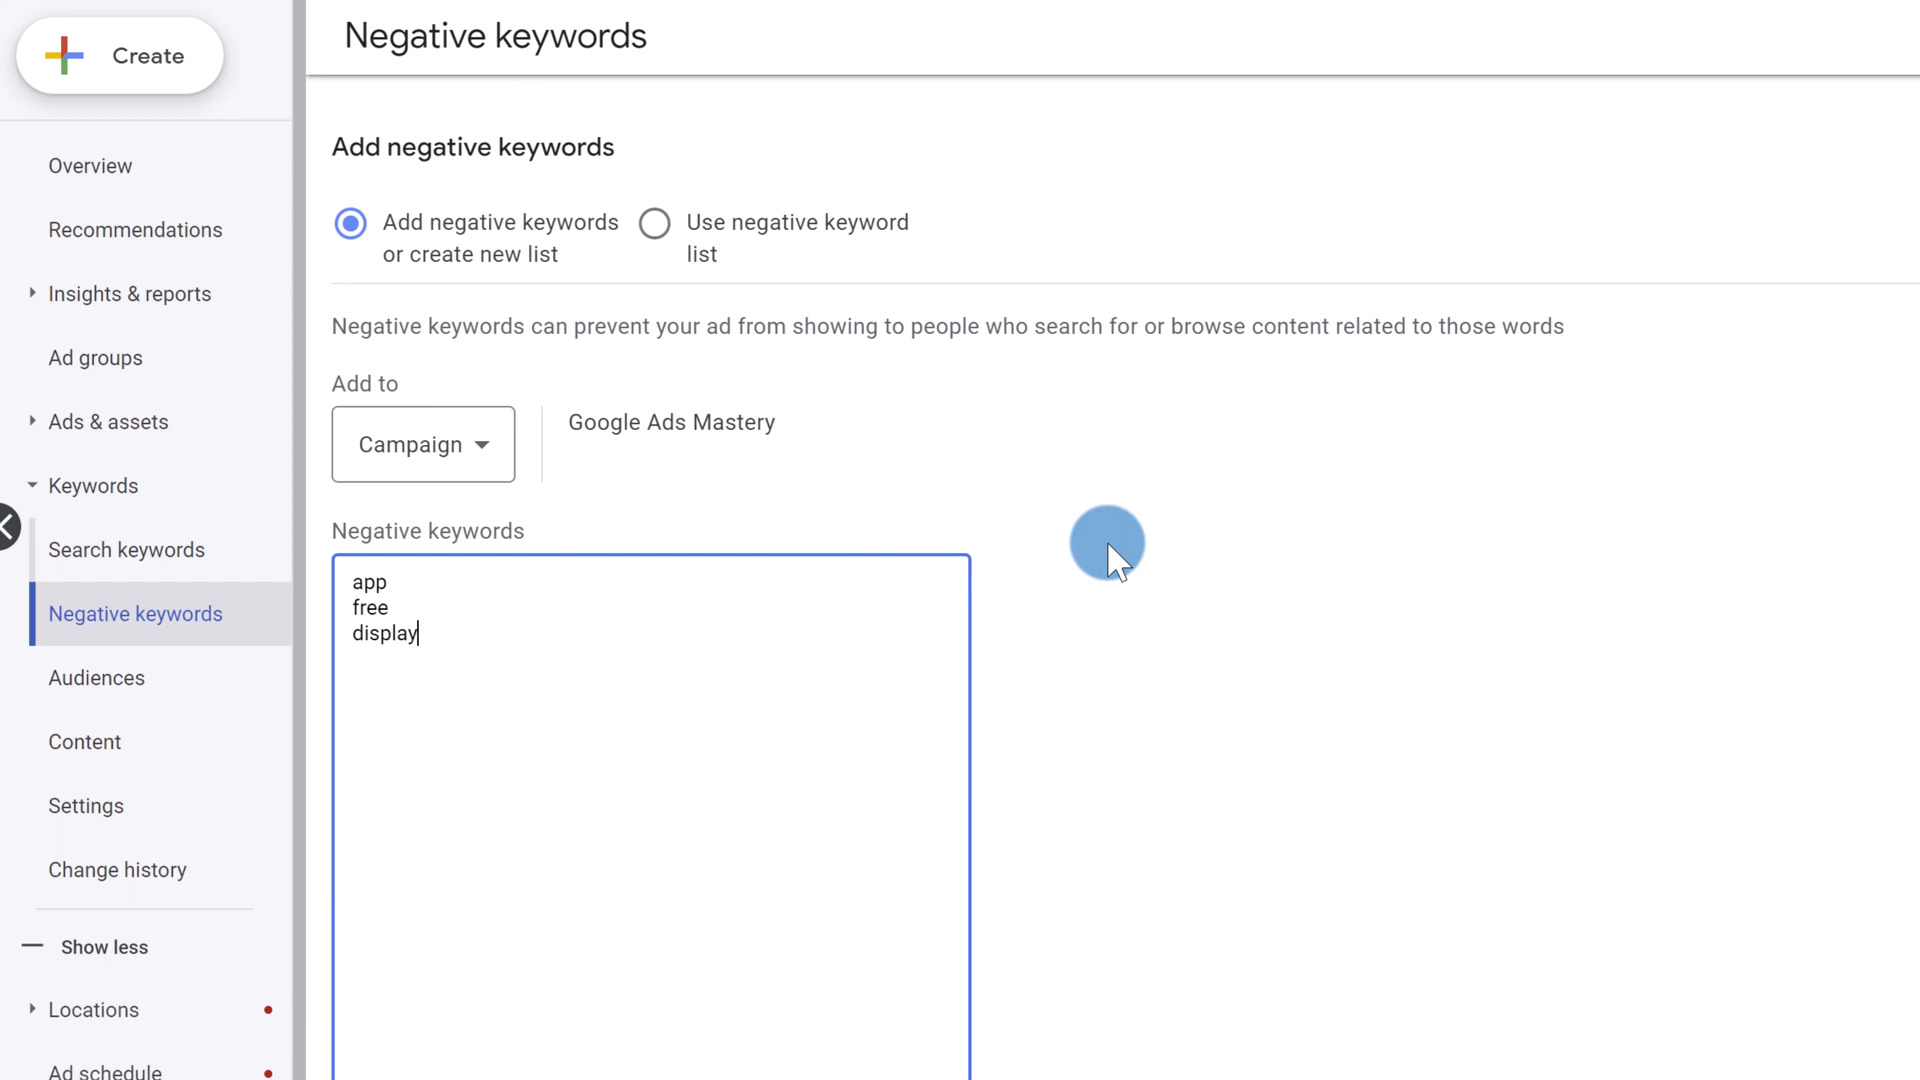 Create
Negative keywords
Overview
Recommendations
Insights & reports
Ad groups
Ads & assets
Keywords
Search keywords
Negative keywords
Audiences
Content
Settings
Change history
Show less
Locations
Ad schedule
Add negative keywords
Add negative keywords
or create new list
Use negative keyword
list
Negative keywords can prevent your ad from showing to people who search for or browse content related to those words
Add to
Campaign
Google Ads Mastery
Negative keywords
app
free
display